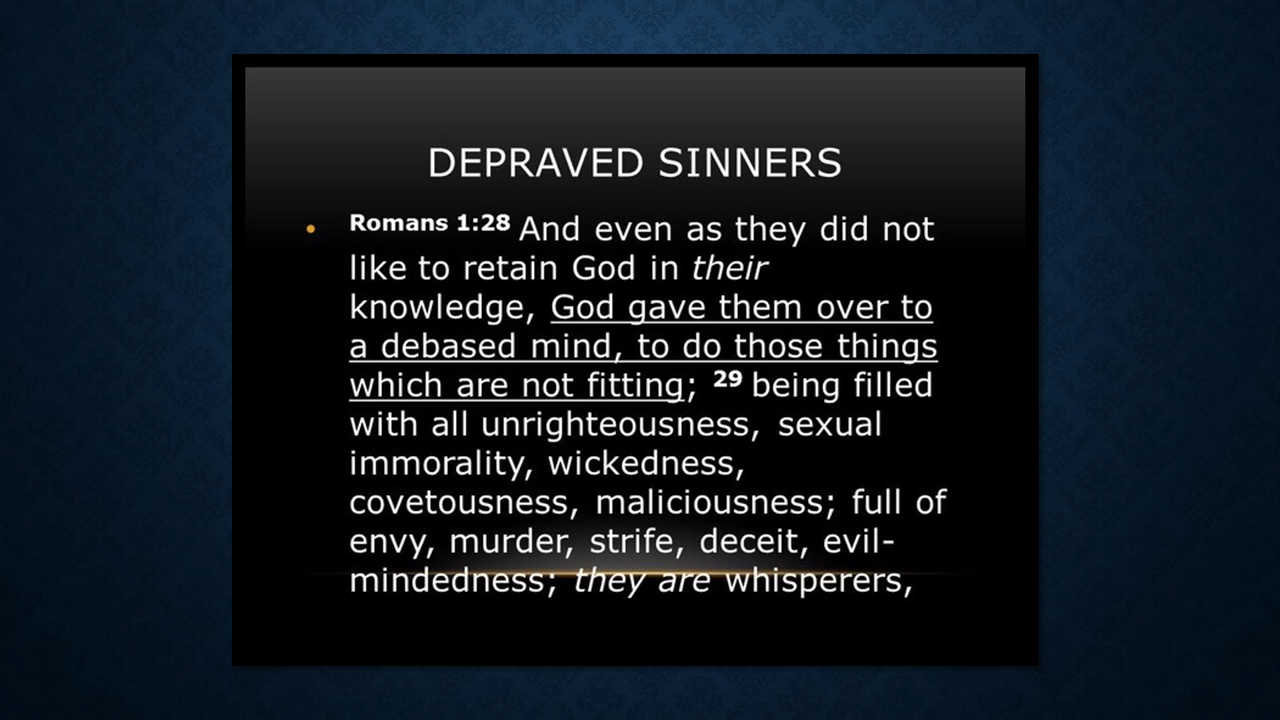 DEPRAVED SINNERS
• Romans 1:28 And even as they did not
like to retain God in their
knowledge, God gave them over to
a debased mind, to do those things
which are not fitting; 29 being filled
with all unrighteousness, sexual
immorality, wickedness,
covetousness, maliciousness; full of
envy, murder, strife, deceit, evil-
mindedness; they are whisperers,